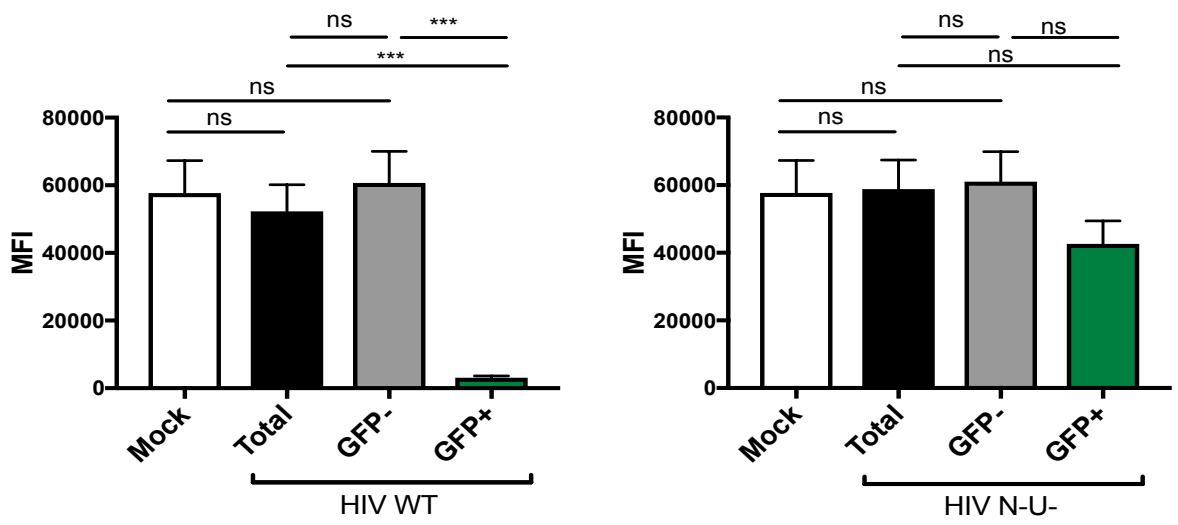 ns
***
***
ns
ns
80000
60000
40000
20000
0
MFI
Mock
Total
GFP-
GFP+
HIV WT
ns
ns
ns
ns
ns
80000
60000
40000
20000
0
MFI
Mock
Total
GFP-
GFP+
HIV N-U-